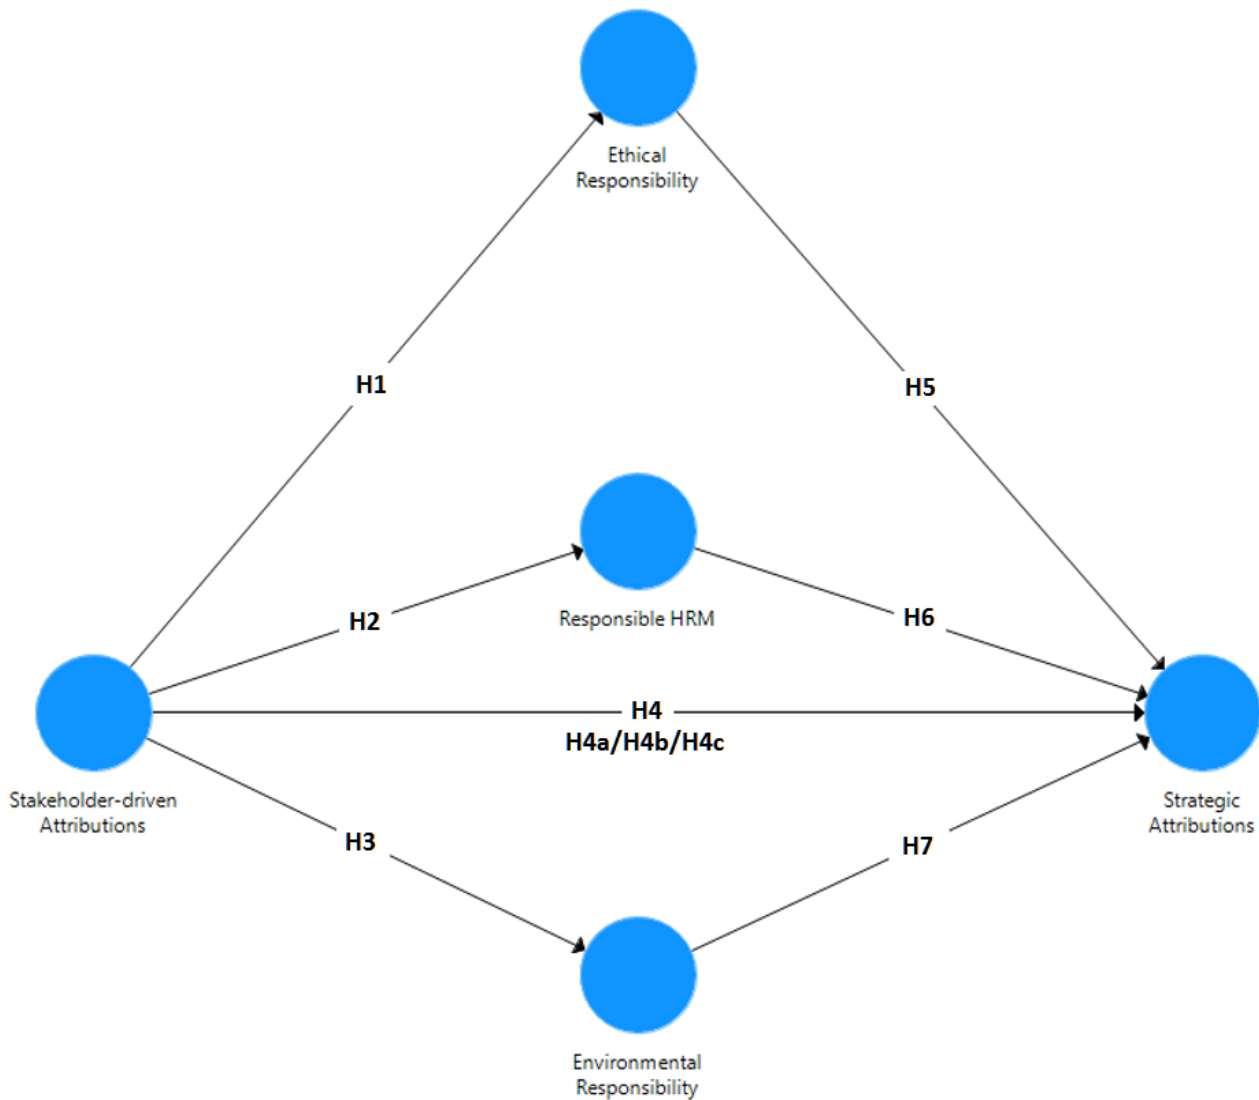 Ethical
Responsibility
H1
H5
Responsible HRM
H2
H6
H4
H4a/H4b/H4c
Stakeholder-driven
Attributions
Strategic
Attributions
H3
H7
Environmental
Responsibility